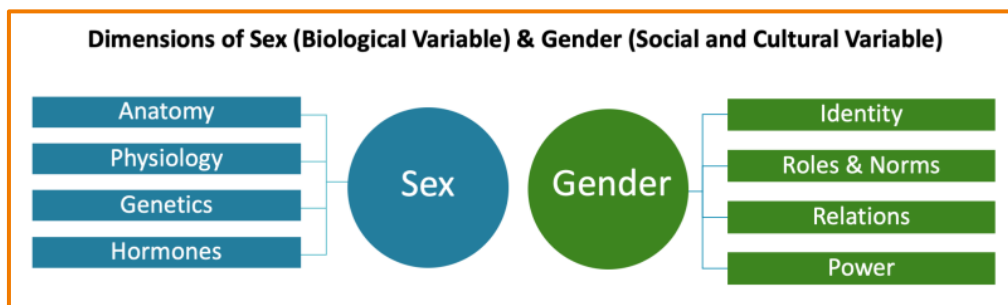 Dimensions of Sex (Biological Variable) & Gender (Social and Cultural Variable)
Anatomy
Physiology
Genetics
Hormones
Sex
Gender
Identity
Roles & Norms
Relations
Power